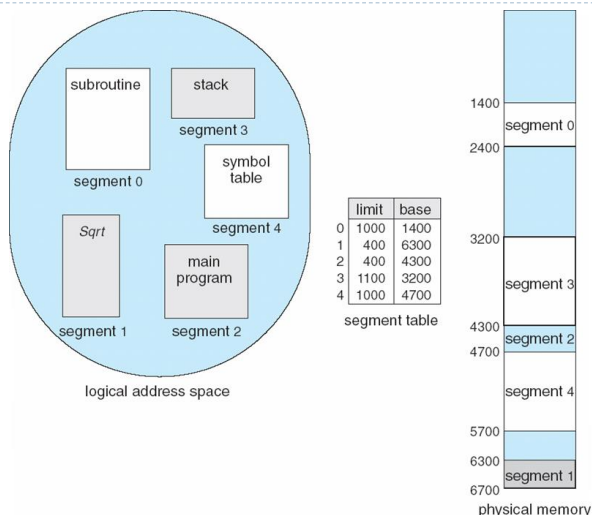 subroutine
stack
segment 3
segment 0
symbol
table
segment 4
Sqrt
main
program
segment 1
segment 2
logical address space
limit base
0 1000 1400
1 400 6300
2 400 4300
3 1100 3200
4 1000 4700
segment table
1400
segment 0
2400
3200
segment 3
4300
segment 2
4700
segment 4
5700
6300
segment 1
6700
physical memory